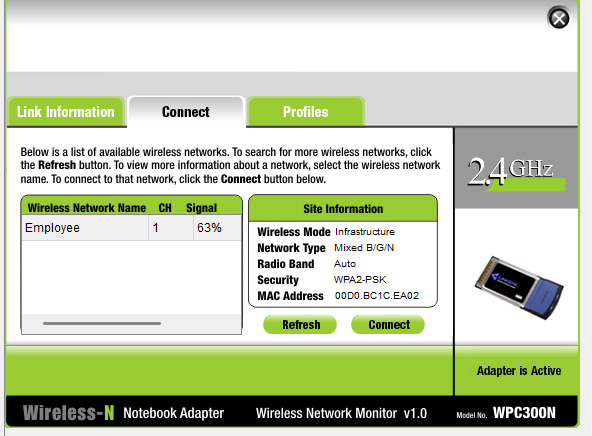 Link Information
Connect
Profiles
Below is a list of available wireless networks. To search for more wireless networks, click
the Refresh button. To view more information about a network, select the wireless network
name. To connect to that network, click the Connect button below.
2.4GHz
Wireless Network Name CH Signal
Employee 1 63%
Site Information
Wireless Mode Infrastructure
Network Type Mixed B/G/N
Radio Band Auto
Security WPA2-PSK
MAC Address 00D0.BC1C.EA02
Refresh
Connect
LINKSYS
Adapter is Active
Wireless-N Notebook Adapter Wireless Network Monitor v1.0 Model No. WPC300N